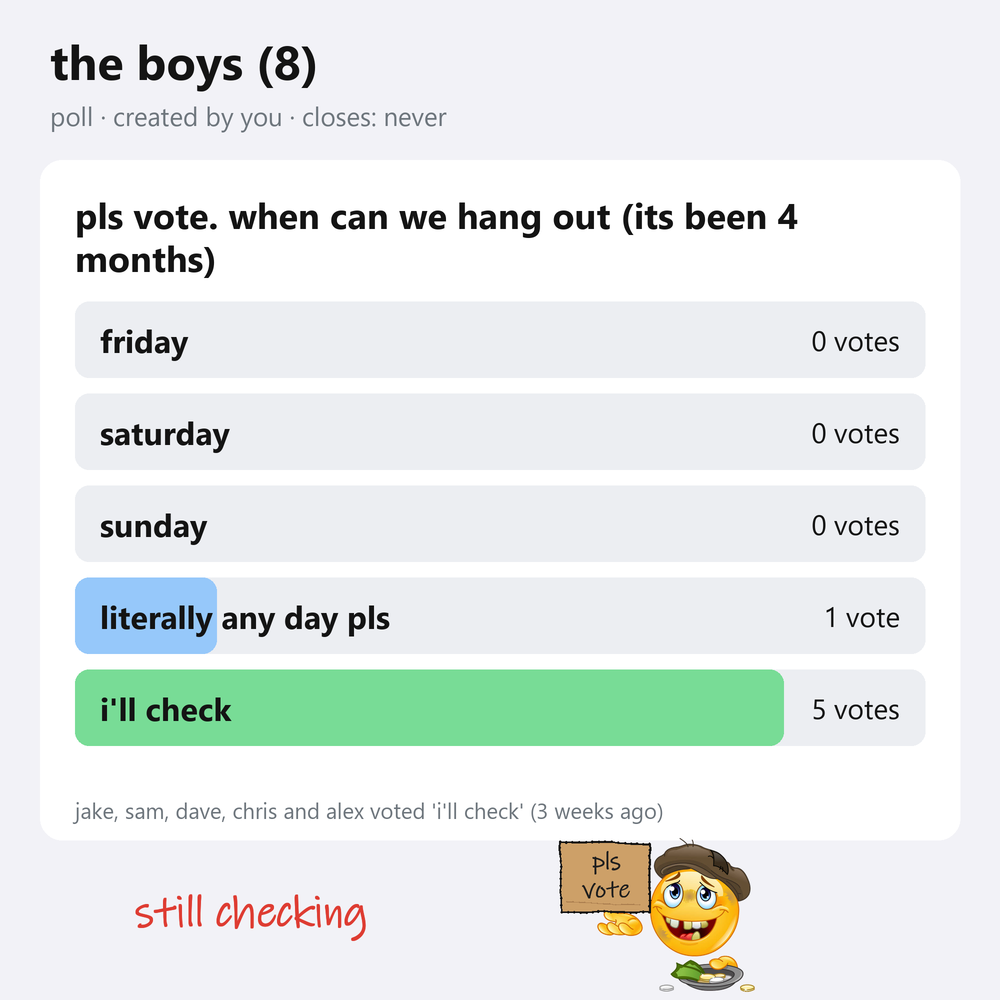 the boys (8)
poll · created by you · closes: never
pls vote. when can we hang out (its been 4
months)
friday 0 votes
saturday 0 votes
sunday 0 votes
literally any day pls 1 vote
i'll check 5 votes
jake, sam, dave, chris and alex voted 'i'll check' (3 weeks ago)
pls
vote
still checking